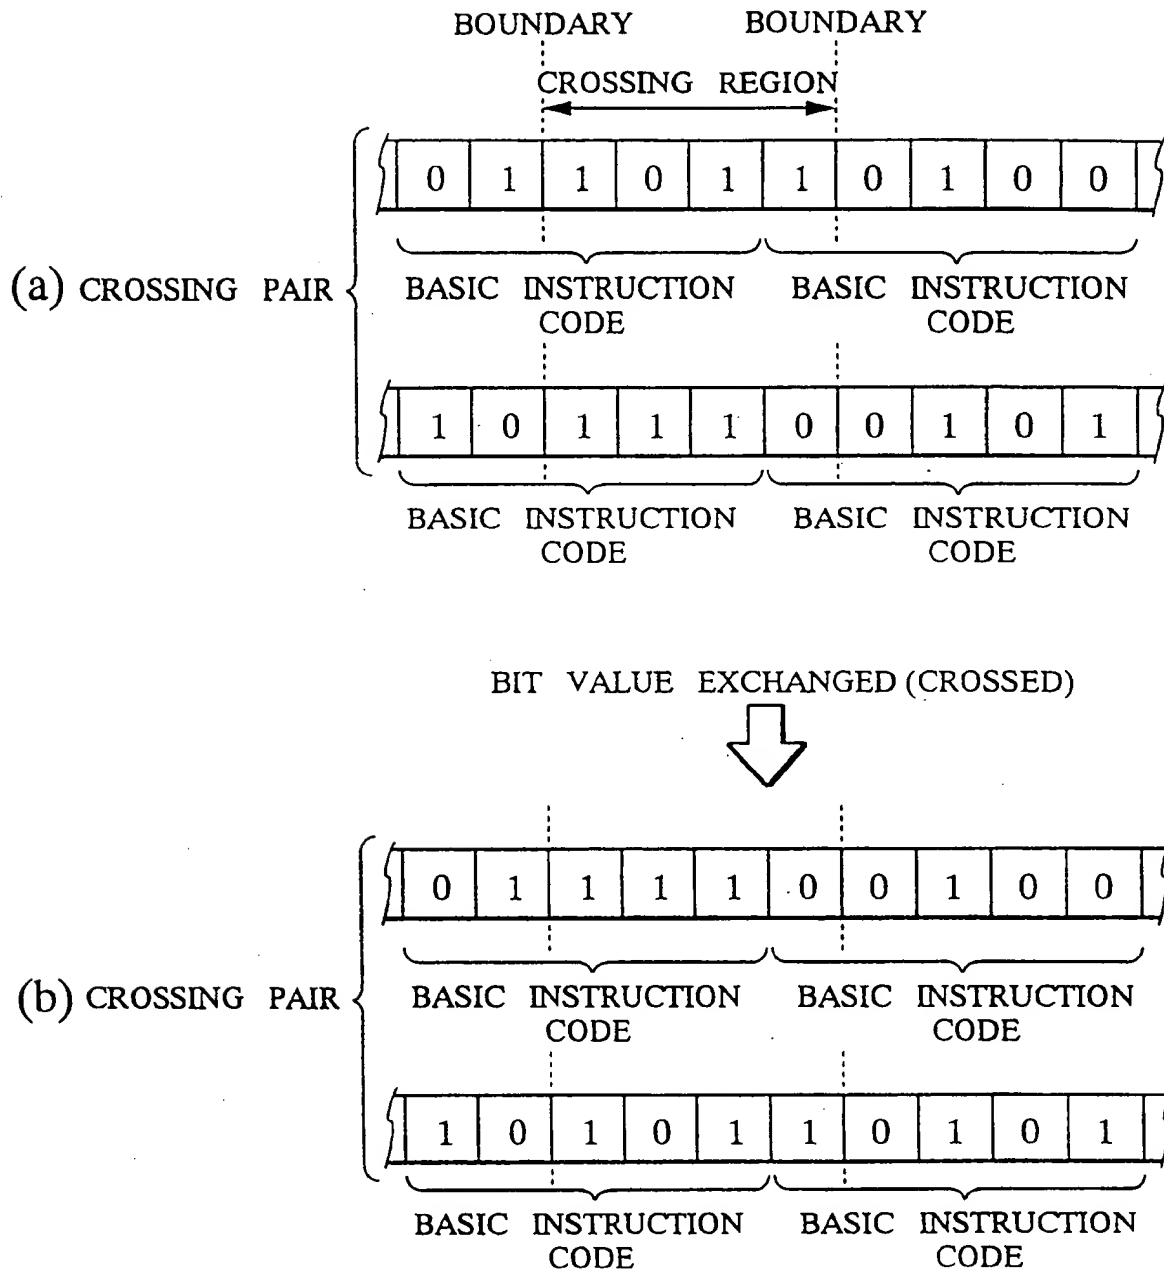 BOUNDARY BOUNDARY
CROSSING REGION
0 1 1 0 1 1 0 1 0 0
(a) CROSSING PAIR
BASIC INSTRUCTION CODE
BASIC INSTRUCTION CODE
1 0 1 1 1 0 0 1 0 1
BASIC INSTRUCTION CODE
BASIC INSTRUCTION CODE
BIT VALUE EXCHANGED (CROSSED)
0 1 1 1 1 0 0 1 0 0
(b) CROSSING PAIR
BASIC INSTRUCTION CODE
BASIC INSTRUCTION CODE
1 0 1 0 1 1 0 1 0 1
BASIC INSTRUCTION CODE
BASIC INSTRUCTION CODE